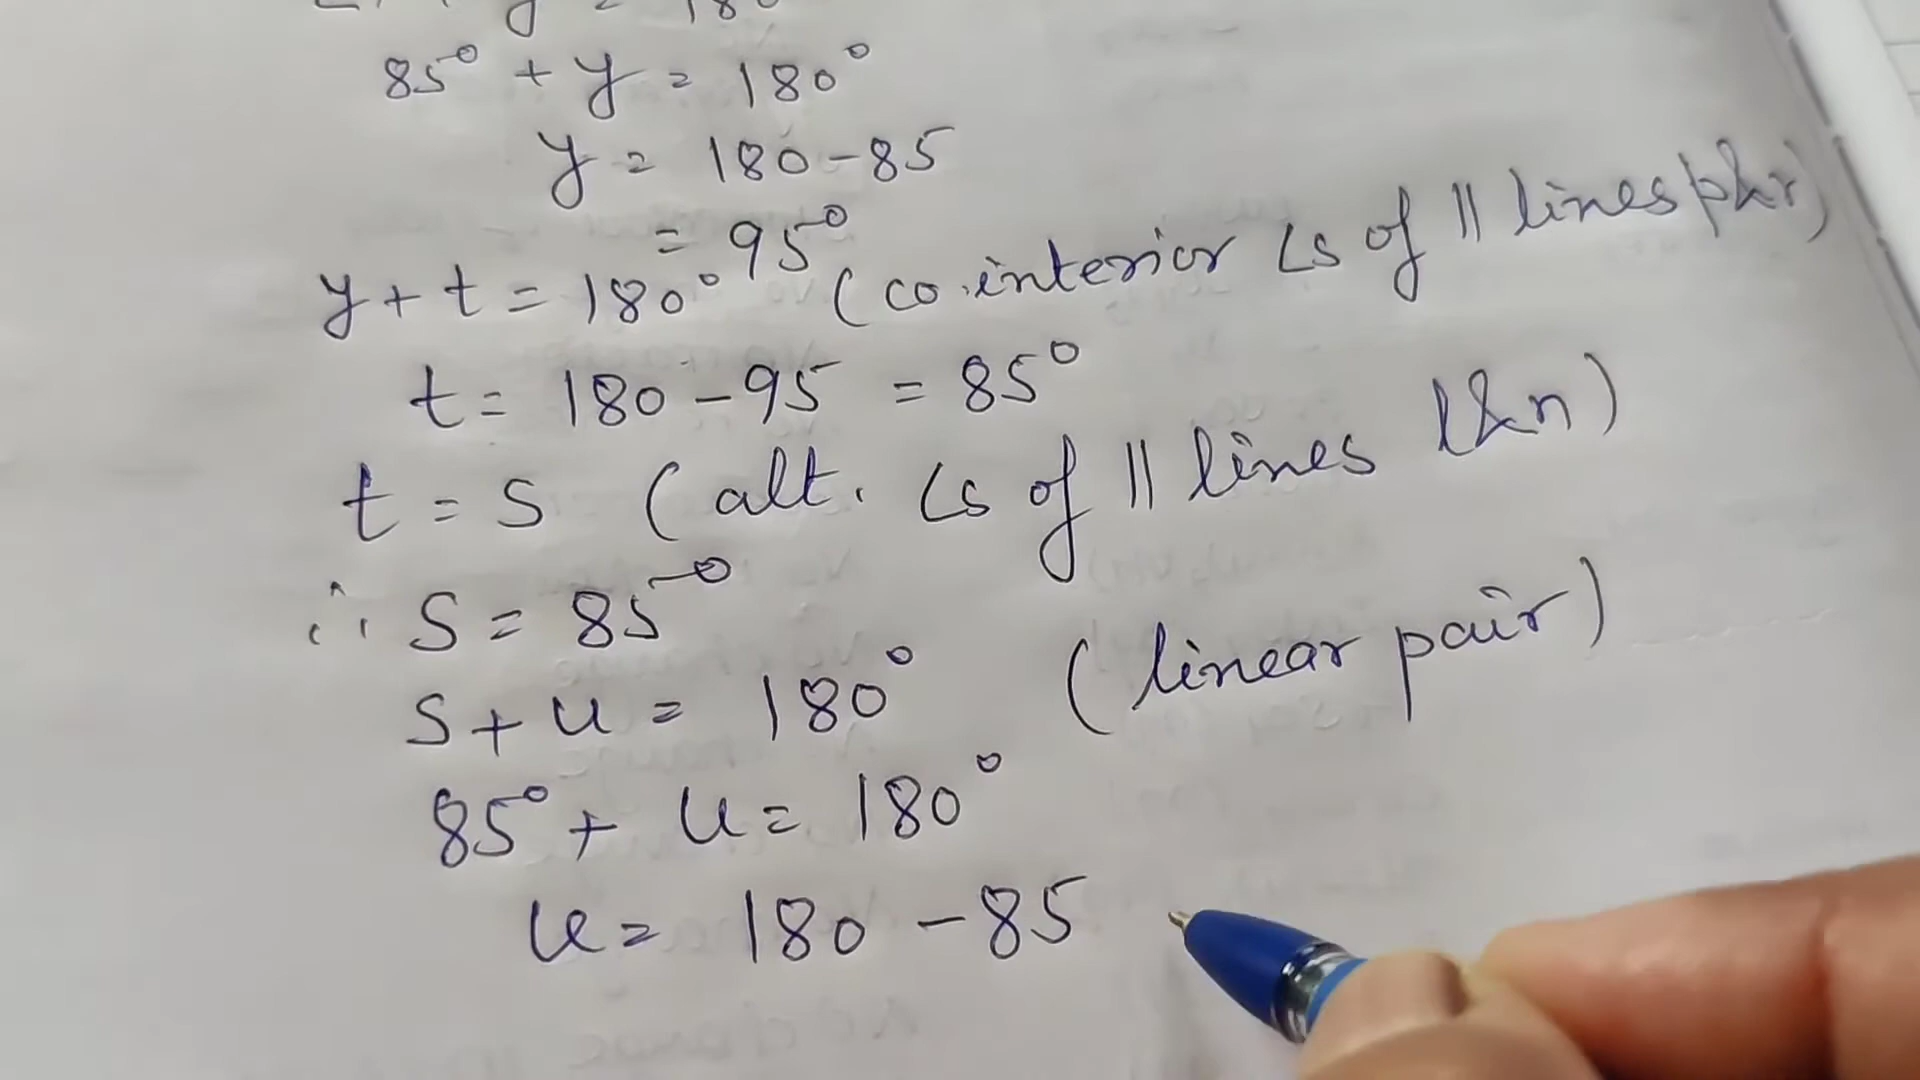 85° + y = 180°
y = 180 - 85
= 95°
y + t = 180° (co.interior ∠s of || lines p&r)
t = 180 - 95 = 85°
t = s (alt. ∠s of || lines l&n)
∴ s = 85°
s + u = 180° (linear pair)
85° + u = 180°
u = 180 - 85